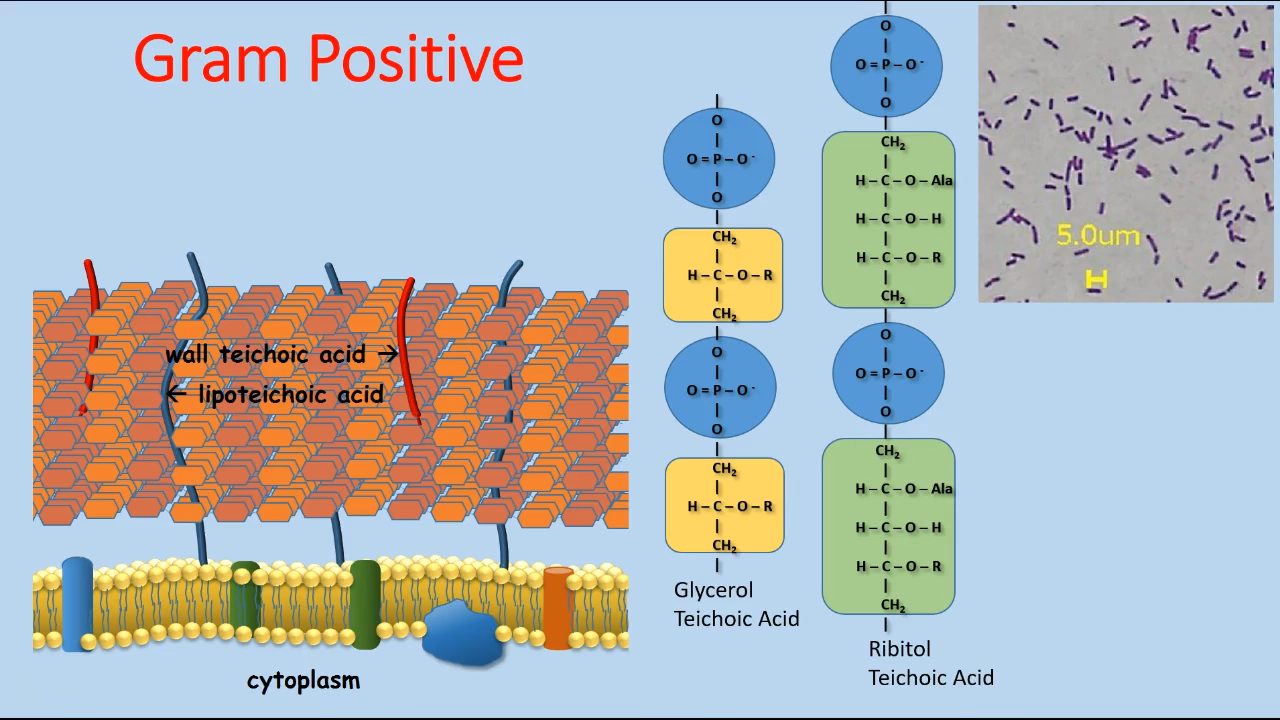 Gram Positive
wall teichoic acid →
← lipoteichoic acid
cytoplasm
O
O = P – O -
O
CH2
H – C – O – R
CH2
O
O = P – O -
O
CH2
H – C – O – R
CH2
Glycerol
Teichoic Acid
O
O = P – O -
O
CH2
H – C – O – Ala
H – C – O – H
H – C – O – R
CH2
O
O = P – O -
O
CH2
H – C – O – Ala
H – C – O – H
H – C – O – R
CH2
Ribitol
Teichoic Acid
5.0um